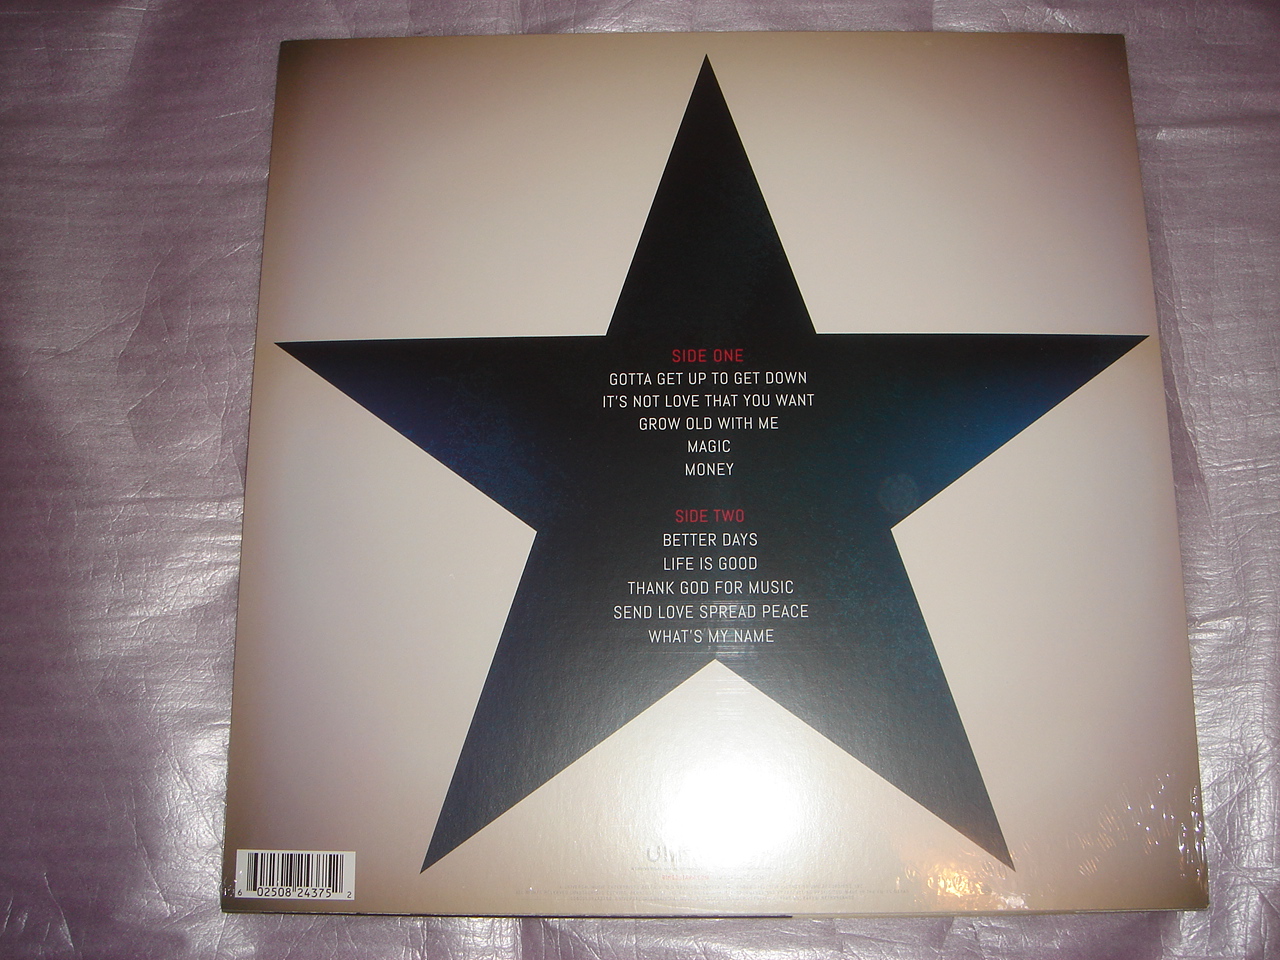 SIDE ONE
GOTTA GET UP TO GET DOWN
IT'S NOT LOVE THAT YOU WANT
GROW OLD WITH ME
MAGIC
MONEY
SIDE TWO
BETTER DAYS
LIFE IS GOOD
THANK GOD FOR MUSIC
SEND LOVE SPREAD PEACE
WHAT'S MY NAME
6 02508 24375 2